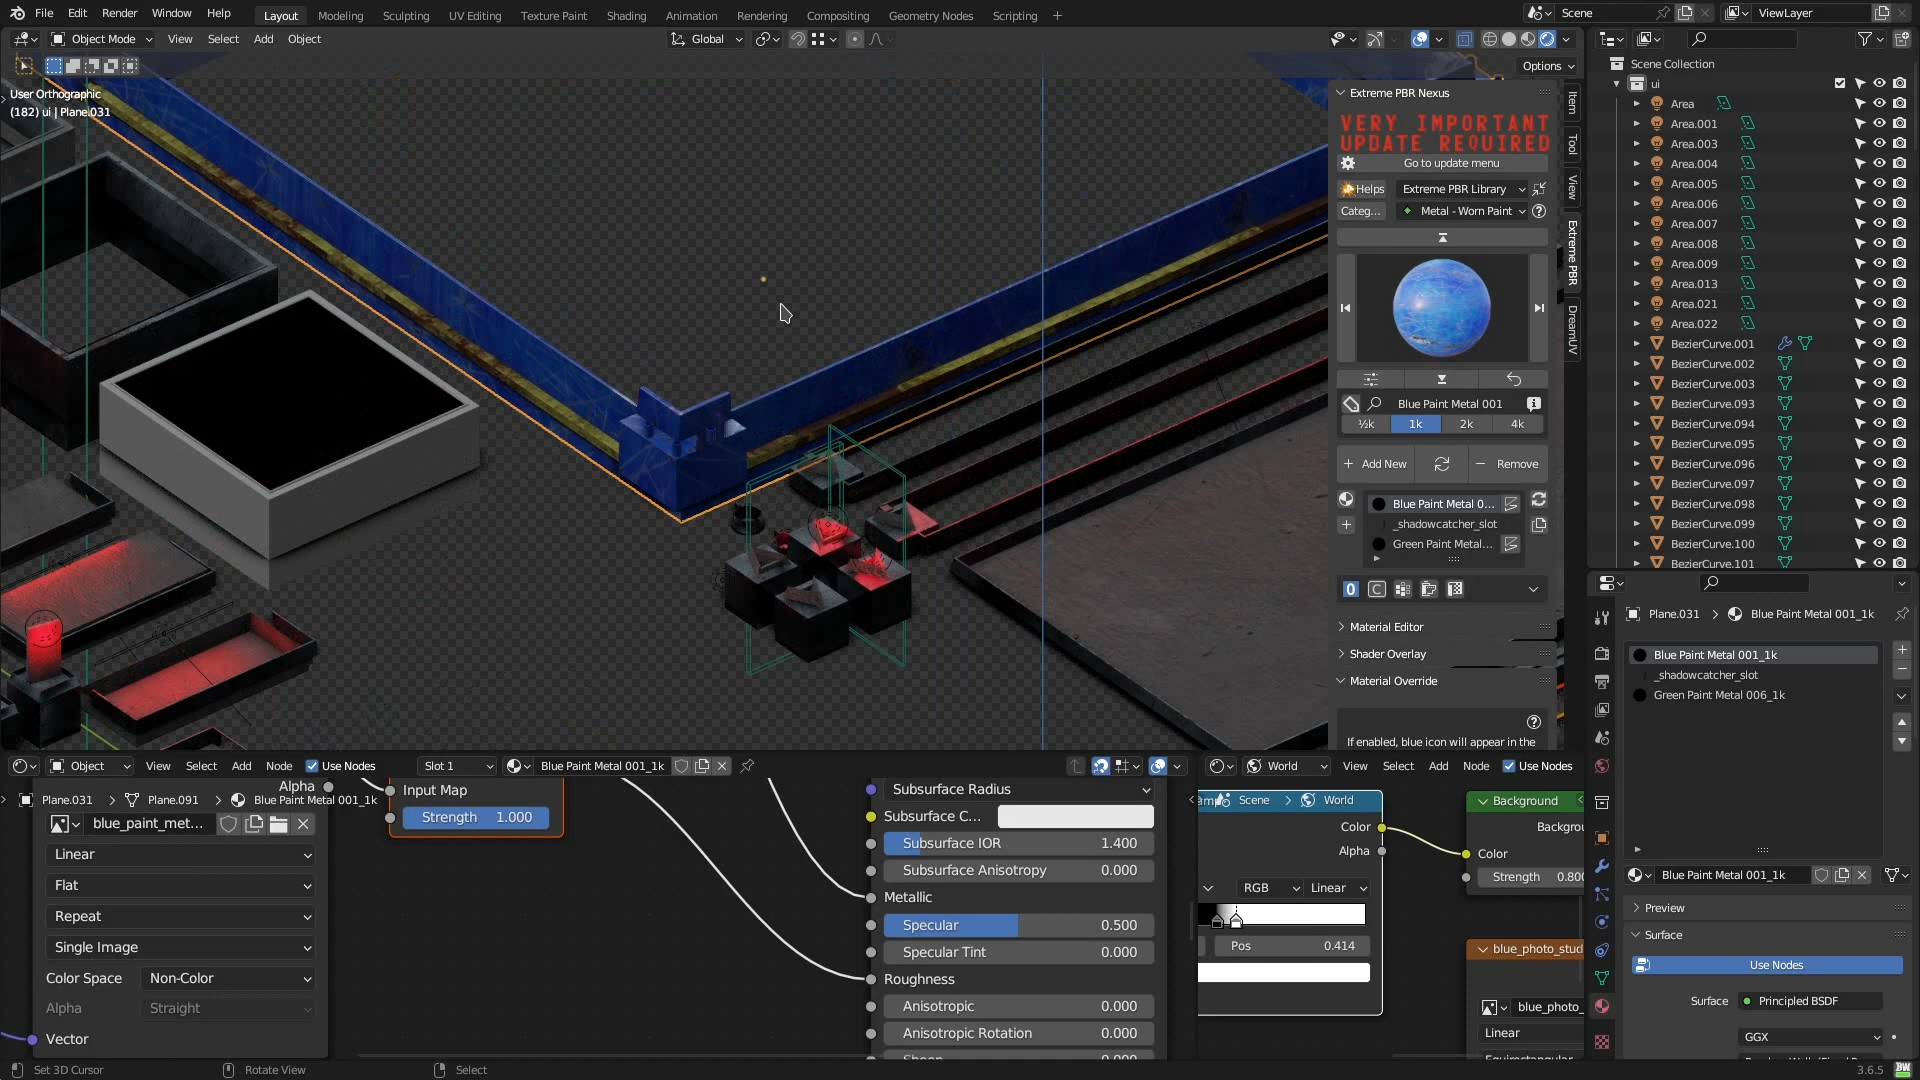 File Edit Render Window Help Layout Modeling Sculpting UV Editing Texture Paint Shading Animation Rendering Compositing Geometry Nodes Scripting + Scene ViewLayer
Object Mode View Select Add Object Global
Options
User Orthographic
(182) ui | Plane.031
Extreme PBR Nexus
VERY IMPORTANT
UPDATE REQUIRED
Go to update menu
Helps Extreme PBR Library
Categ... Metal - Worn Paint
Blue Paint Metal 001
½k 1k 2k 4k
+ Add New − Remove
Blue Paint Metal 0...
_shadowcatcher_slot
Green Paint Metal...
0 C
Material Editor
Shader Overlay
Material Override
If enabled, blue icon will appear in the
Item
Tool
View
Extreme PBR
DreamUV
Scene Collection
ui
Area
Area.001
Area.003
Area.004
Area.005
Area.006
Area.007
Area.008
Area.009
Area.013
Area.021
Area.022
BezierCurve.001
BezierCurve.002
BezierCurve.003
BezierCurve.093
BezierCurve.094
BezierCurve.095
BezierCurve.096
BezierCurve.097
BezierCurve.098
BezierCurve.099
BezierCurve.100
BezierCurve.101
Plane.031 > Blue Paint Metal 001_1k
Blue Paint Metal 001_1k
_shadowcatcher_slot
Green Paint Metal 006_1k
Blue Paint Metal 001_1k
Preview
Surface
Use Nodes
Surface Principled BSDF
GGX
Object View Select Add Node Use Nodes Slot 1 Blue Paint Metal 001_1k
Alpha
Plane.031 > Plane.091 > Blue Paint Metal 001_1k
blue_paint_met...
Linear
Flat
Repeat
Single Image
Color Space Non-Color
Alpha Straight
Vector
Input Map
Strength 1.000
Subsurface Radius
Subsurface C...
Subsurface IOR 1.400
Subsurface Anisotropy 0.000
Metallic
Specular 0.500
Specular Tint 0.000
Roughness
Anisotropic 0.000
Anisotropic Rotation 0.000
World View Select Add Node Use Nodes
Scene > World
Color
Alpha
RGB Linear
Pos 0.414
Background
Color
Strength 0.800
blue_photo_stud
blue_photo_
Linear
Set 3D Cursor Rotate View Select 3.6.5